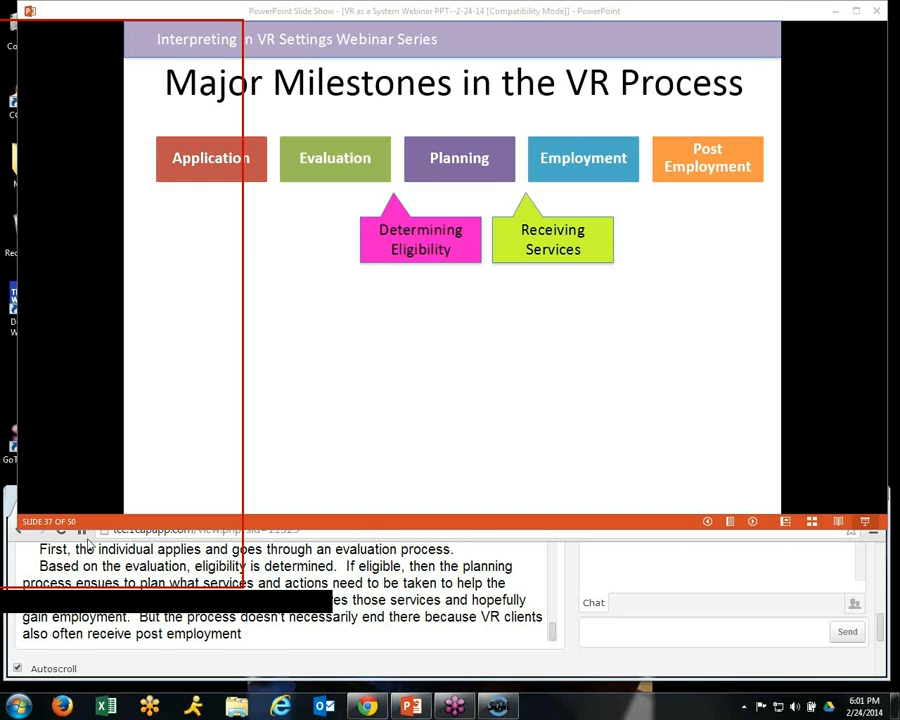 PowerPoint Slide Show - [VR as a System Webinar PPT--2-24-14 [Compatibility Mode]] - PowerPoint
Interpreting in VR Settings Webinar Series
Major Milestones in the VR Process
Application
Evaluation
Planning
Employment
Post
Employment
Determining
Eligibility
Receiving
Services
SLIDE 37 OF 50
First, the individual applies and goes through an evaluation process.
Based on the evaluation, eligibility is determined. If eligible, then the planning
process ensues to plan what services and actions need to be taken to help the
those services and hopefully
gain employment. But the process doesn't necessarily end there because VR clients
also often receive post employment
Chat
Send
Autoscroll
6:01 PM
2/24/2014